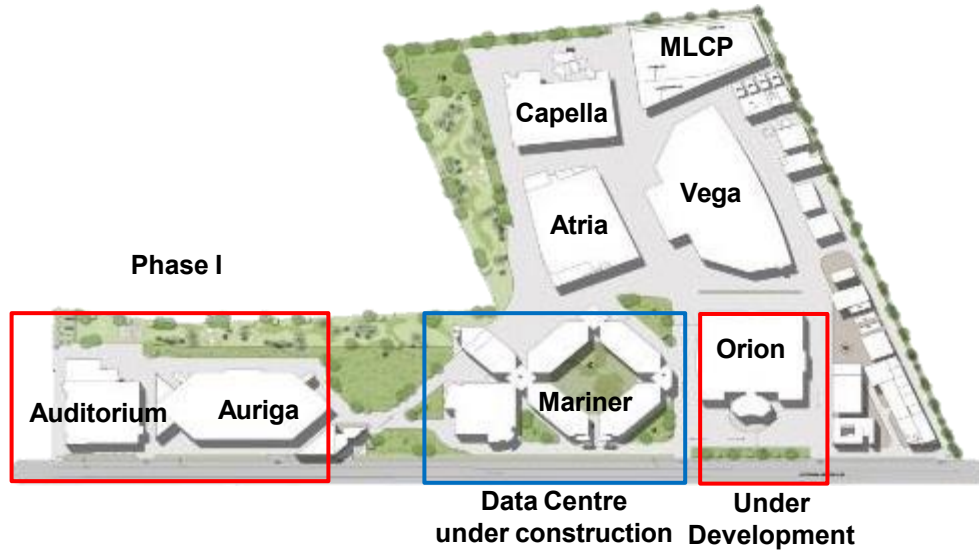 MLCP
Capella
Vega
Atria
Phase I
Orion
Auditorium
Auriga
Mariner
Data Centre
under construction
Under
Development